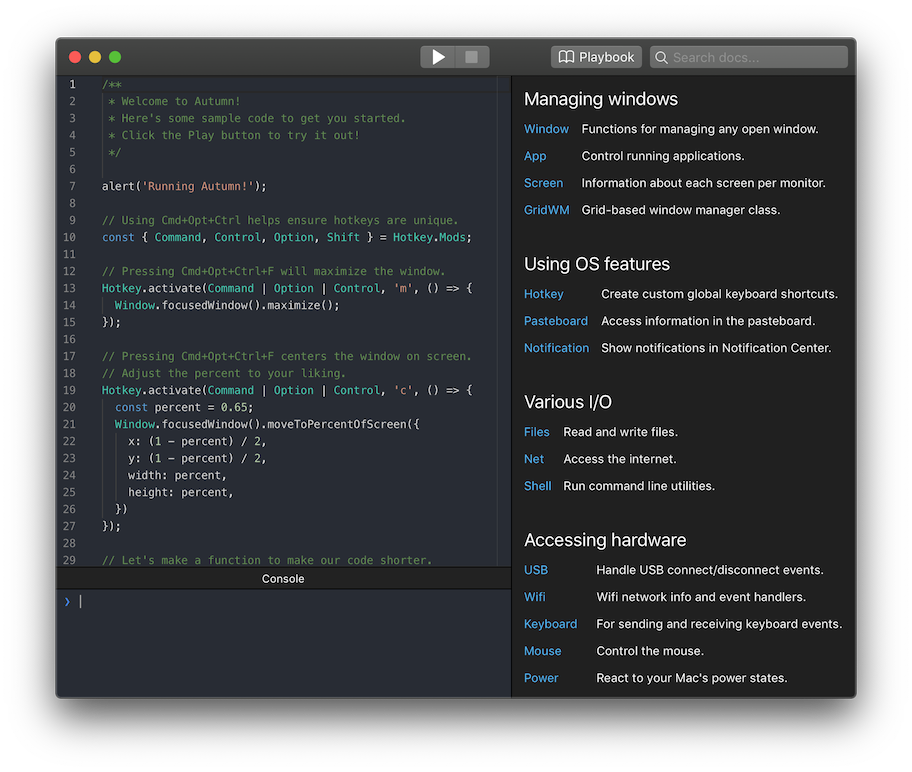 Playbook
Search docs...
1 /**
2  * Welcome to Autumn!
3  * Here's some sample code to get you started.
4  * Click the Play button to try it out!
5  */
6
7 alert('Running Autumn!');
8
9 // Using Cmd+Opt+Ctrl helps ensure hotkeys are unique.
10 const { Command, Control, Option, Shift } = Hotkey.Mods;
11
12 // Pressing Cmd+Opt+Ctrl+F will maximize the window.
13 Hotkey.activate(Command | Option | Control, 'm', () => {
14   Window.focusedWindow().maximize();
15 });
16
17 // Pressing Cmd+Opt+Ctrl+F centers the window on screen.
18 // Adjust the percent to your liking.
19 Hotkey.activate(Command | Option | Control, 'c', () => {
20   const percent = 0.65;
21   Window.focusedWindow().moveToPercentOfScreen({
22     x: (1 - percent) / 2,
23     y: (1 - percent) / 2,
24     width: percent,
25     height: percent,
26   })
27 });
28
29 // Let's make a function to make our code shorter.
Console
❯
Managing windows
Window Functions for managing any open window.
App Control running applications.
Screen Information about each screen per monitor.
GridWM Grid-based window manager class.
Using OS features
Hotkey Create custom global keyboard shortcuts.
Pasteboard Access information in the pasteboard.
Notification Show notifications in Notification Center.
Various I/O
Files Read and write files.
Net Access the internet.
Shell Run command line utilities.
Accessing hardware
USB Handle USB connect/disconnect events.
Wifi Wifi network info and event handlers.
Keyboard For sending and receiving keyboard events.
Mouse Control the mouse.
Power React to your Mac's power states.